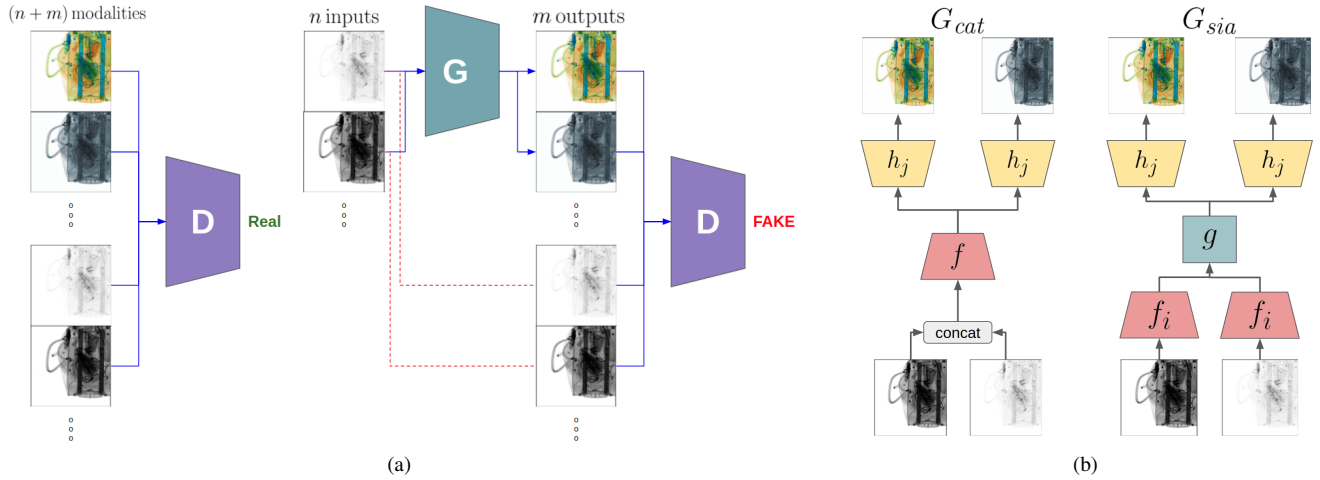 (n + m) modalities
n inputs
m outputs
G
D
Real
D
FAKE
(a)
G_cat
G_sia
h_j
h_j
h_j
h_j
f
g
concat
f_i
f_i
(b)